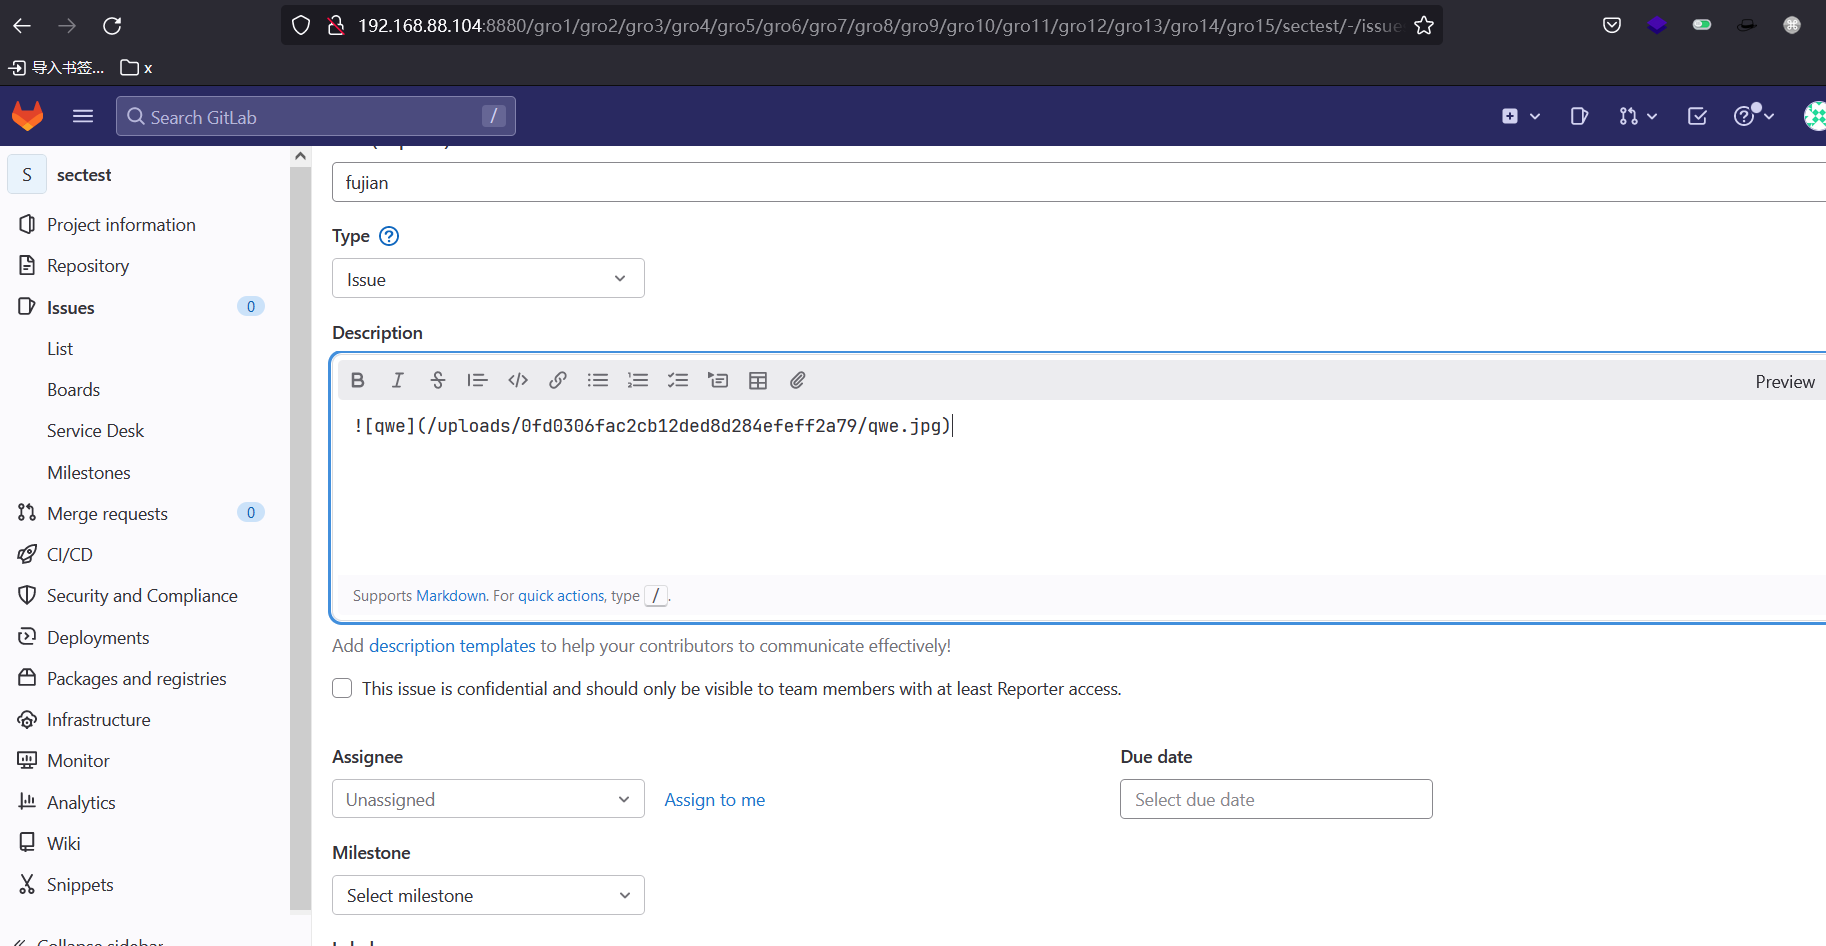 192.168.88.104:8880/gro1/gro2/gro3/gro4/gro5/gro6/gro7/gro8/gro9/gro10/gro11/gro12/gro13/gro14/gro15/sectest/-/issue
导入书签... x
Search GitLab /
S sectest
Project information
Repository
Issues 0
List
Boards
Service Desk
Milestones
Merge requests 0
CI/CD
Security and Compliance
Deployments
Packages and registries
Infrastructure
Monitor
Analytics
Wiki
Snippets
Collapse sidebar
fujian
Type ?
Issue
Description
Preview
![qwe](/uploads/0fd0306fac2cb12ded8d284efeff2a79/qwe.jpg)
Supports Markdown. For quick actions, type /.
Add description templates to help your contributors to communicate effectively!
This issue is confidential and should only be visible to team members with at least Reporter access.
Assignee
Unassigned Assign to me
Due date
Select due date
Milestone
Select milestone